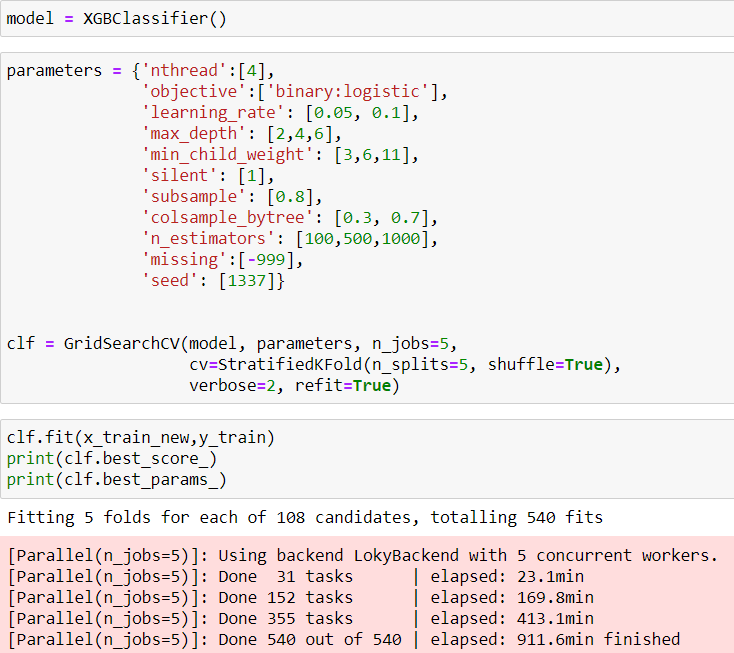 model = XGBClassifier()
parameters = {'nthread':[4],
'objective':['binary:logistic'],
'learning_rate': [0.05, 0.1],
'max_depth': [2,4,6],
'min_child_weight': [3,6,11],
'silent': [1],
'subsample': [0.8],
'colsample_bytree': [0.3, 0.7],
'n_estimators': [100,500,1000],
'missing':[-999],
'seed': [1337]}
clf = GridSearchCV(model, parameters, n_jobs=5,
cv=StratifiedKFold(n_splits=5, shuffle=True),
verbose=2, refit=True)
clf.fit(x_train_new,y_train)
print(clf.best_score_)
print(clf.best_params_)
Fitting 5 folds for each of 108 candidates, totalling 540 fits
[Parallel(n_jobs=5)]: Using backend LokyBackend with 5 concurrent workers.
[Parallel(n_jobs=5)]: Done  31 tasks      | elapsed: 23.1min
[Parallel(n_jobs=5)]: Done 152 tasks      | elapsed: 169.8min
[Parallel(n_jobs=5)]: Done 355 tasks      | elapsed: 413.1min
[Parallel(n_jobs=5)]: Done 540 out of 540 | elapsed: 911.6min finished